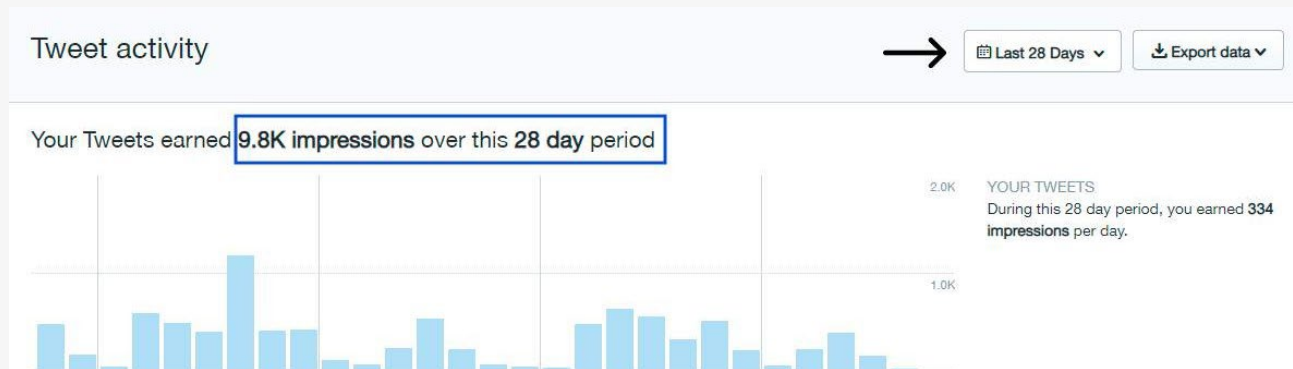 Tweet activity
Last 28 Days
Export data
Your Tweets earned 9.8K impressions over this 28 day period
2.0K
YOUR TWEETS
During this 28 day period, you earned 334
impressions per day.
1.0K